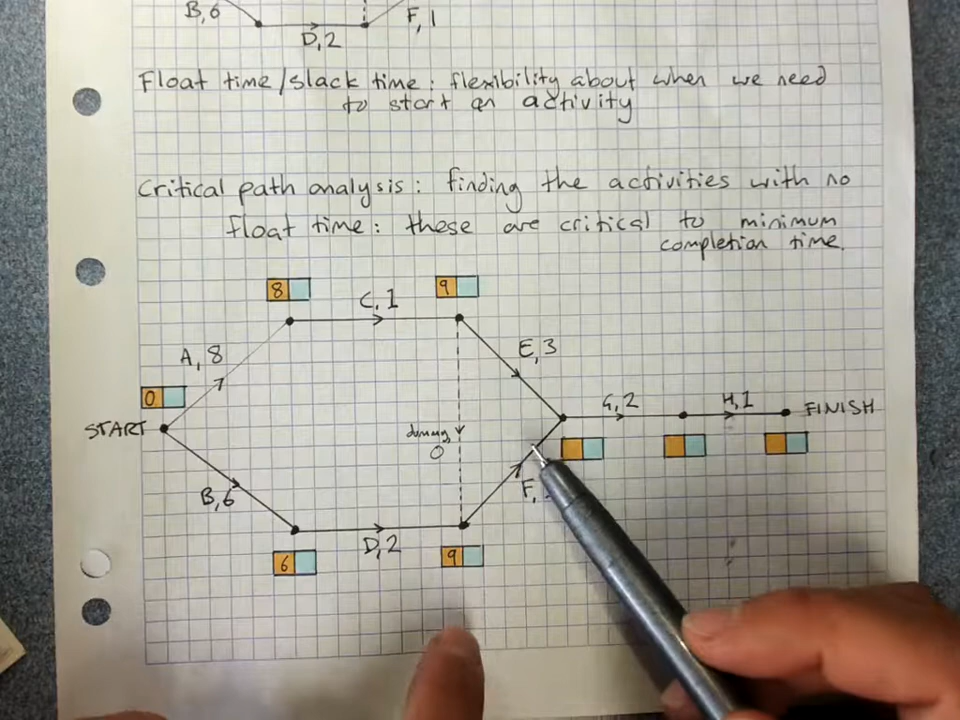 B,6
F,1
D,2
Float time/slack time: flexibility about when we need
to start an activity
Critical path analysis: finding the activities with no
float time: these are critical to minimum
completion time.
8
C,1
9
A,8
E,3
0
START
G,2
H,1
FINISH
dummy
0
B,6
F,
D,2
6
9